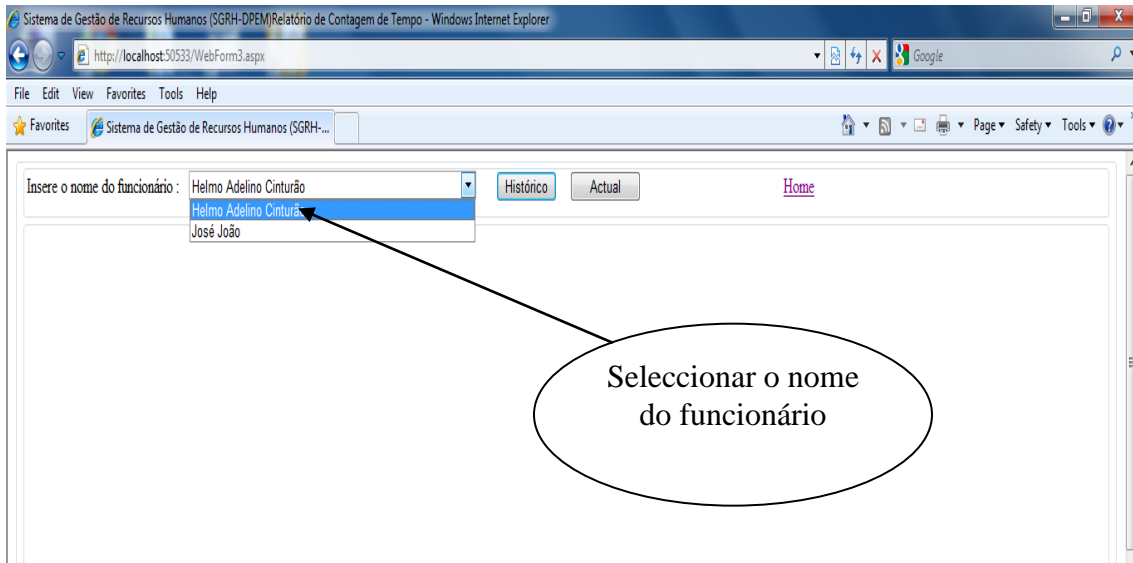 Sistema de Gestão de Recursos Humanos (SGRH-DPEM)Relatório de Contagem de Tempo - Windows Internet Explorer
http://localhost:50533/WebForm3.aspx
Google
File Edit View Favorites Tools Help
Favorites Sistema de Gestão de Recursos Humanos (SGRH-... Page Safety Tools
Insere o nome do funcionário : Helmo Adelino Cinturão Histórico Actual Home
Helmo Adelino Cinturão
José João
Seleccionar o nome
do funcionário